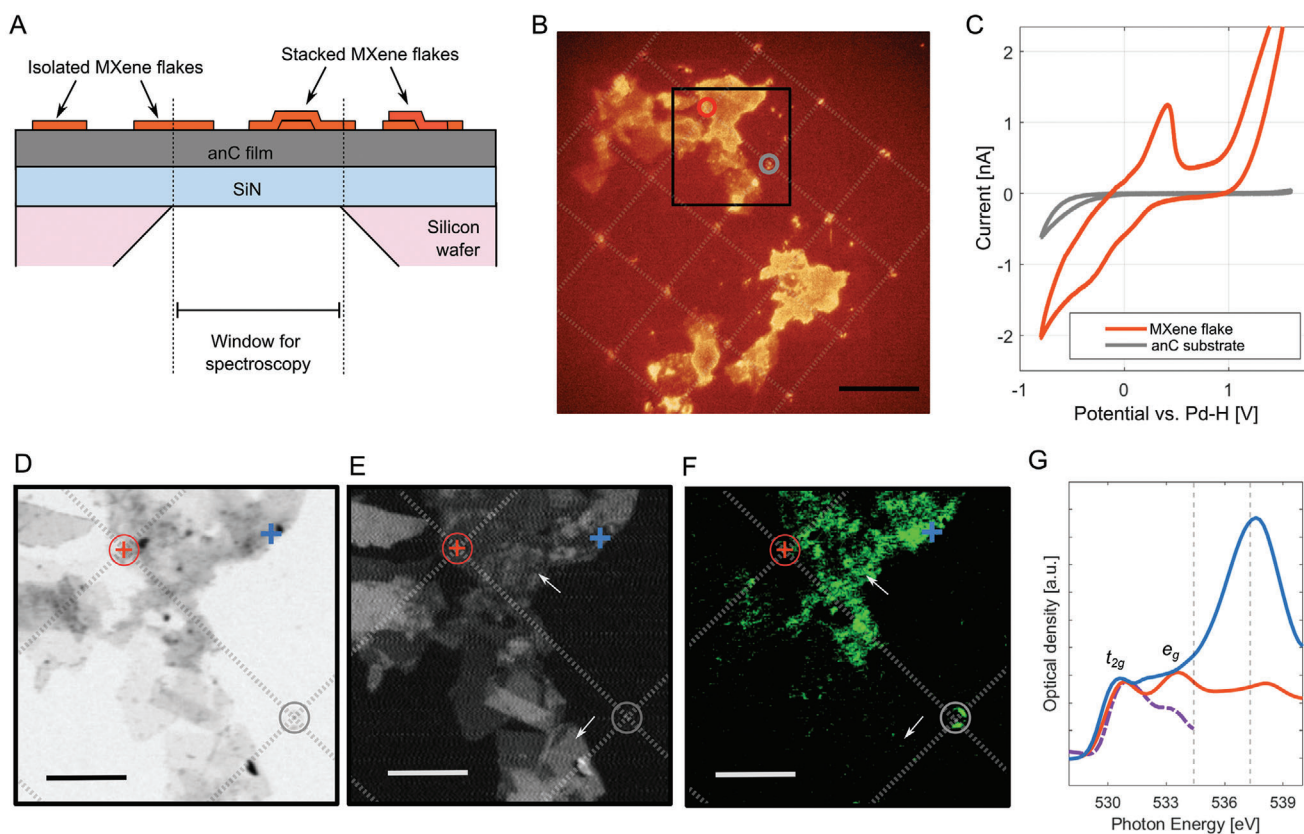 A
Isolated MXene flakes
Stacked MXene flakes
anC film
SiN
Silicon
wafer
Window for
spectroscopy
B
C
Current [nA]
2
1
0
-1
-2
MXene flake
anC substrate
-1
0
1
Potential vs. Pd-H [V]
D
E
F
G
Optical density [a.u.]
t2g
eg
530
533
536
539
Photon Energy [eV]